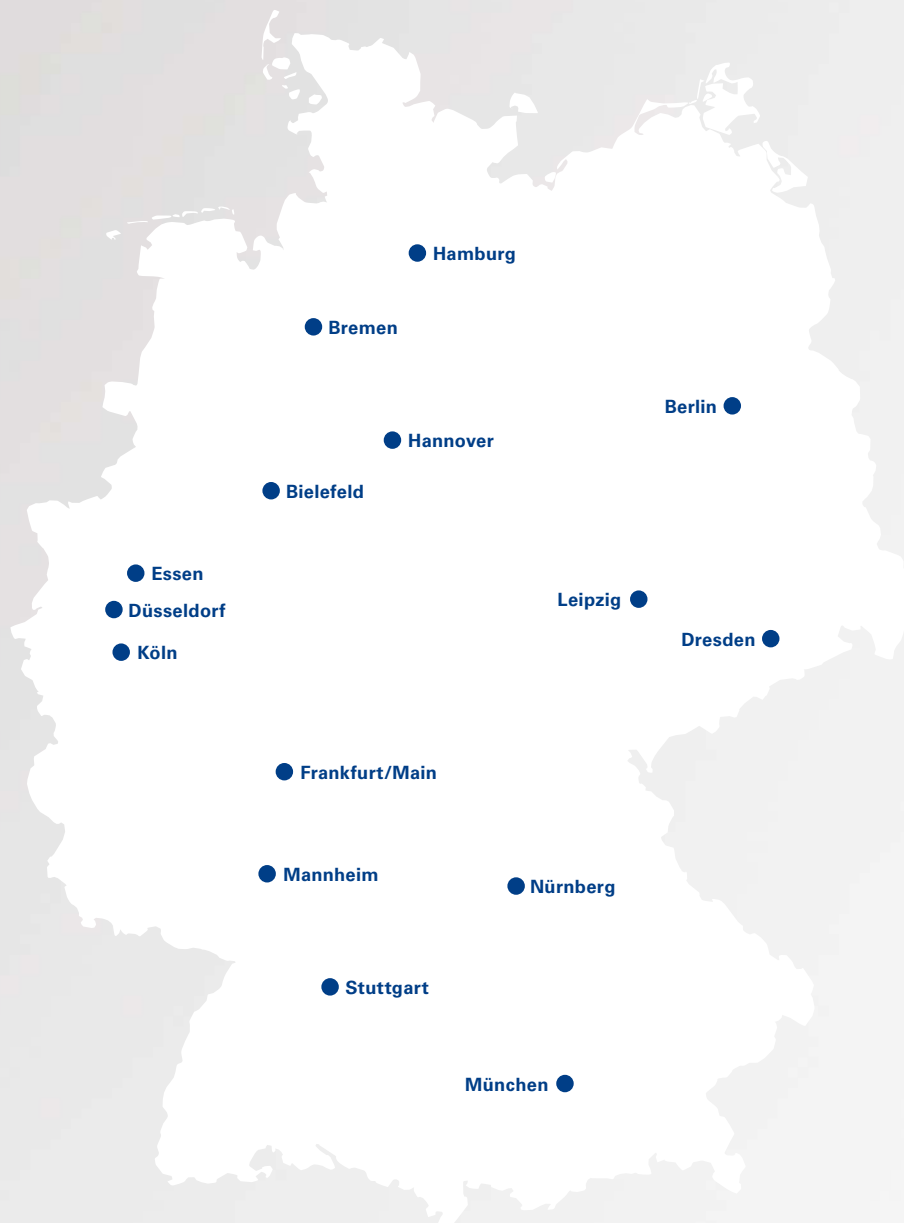 Hamburg
Bremen
Berlin
Hannover
Bielefeld
Essen
Leipzig
Düsseldorf
Dresden
Köln
Frankfurt/Main
Mannheim
Nürnberg
Stuttgart
München